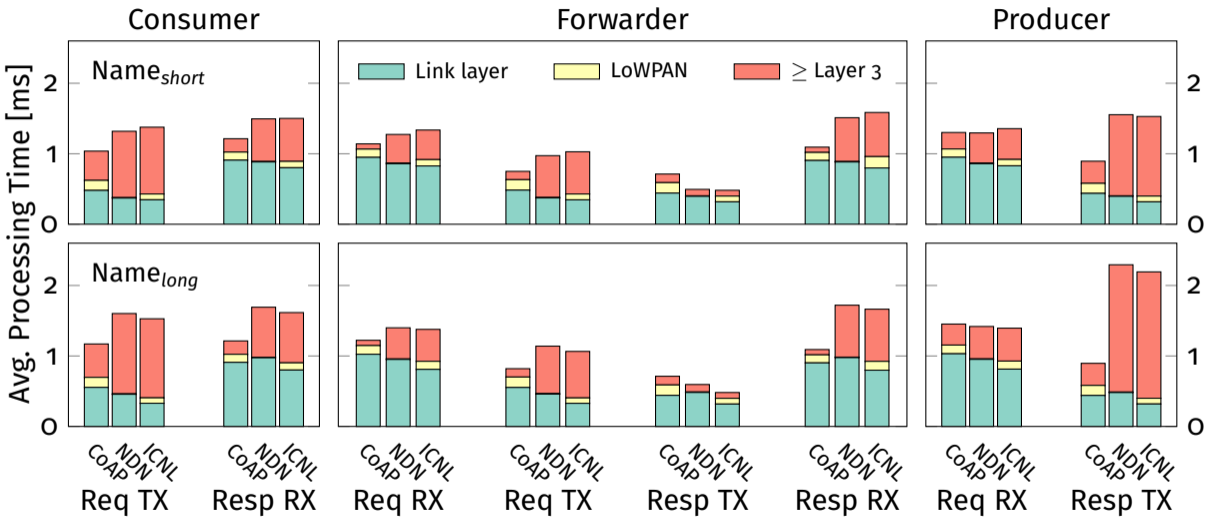 Consumer Forwarder Producer
Avg. Processing Time [ms]
Name_short
Link layer LoWPAN ≥ Layer 3
2 2
1 1
0 0
Name_long
2 2
1 1
0 0
CoAP NDN ICNL CoAP NDN ICNL CoAP NDN ICNL CoAP NDN ICNL CoAP NDN ICNL CoAP NDN ICNL CoAP NDN ICNL CoAP NDN ICNL
Req TX Resp RX Req RX Req TX Resp TX Resp RX Req RX Resp TX